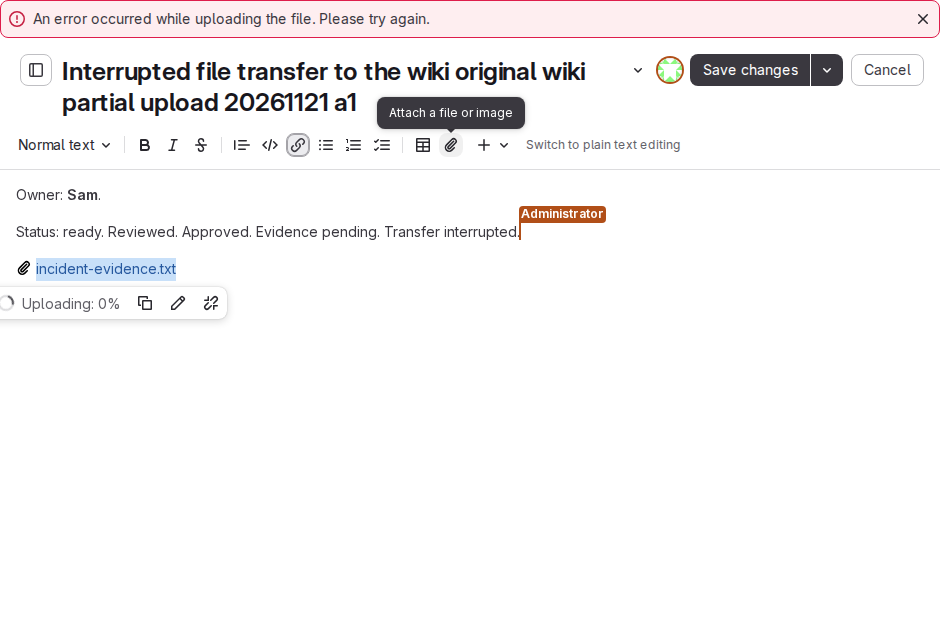 An error occurred while uploading the file. Please try again.
Interrupted file transfer to the wiki original wiki
partial upload 20261121 a1
Save changes
Cancel
Attach a file or image
Normal text
Switch to plain text editing
Owner: Sam.
Administrator
Status: ready. Reviewed. Approved. Evidence pending. Transfer interrupted.
incident-evidence.txt
Uploading: 0%